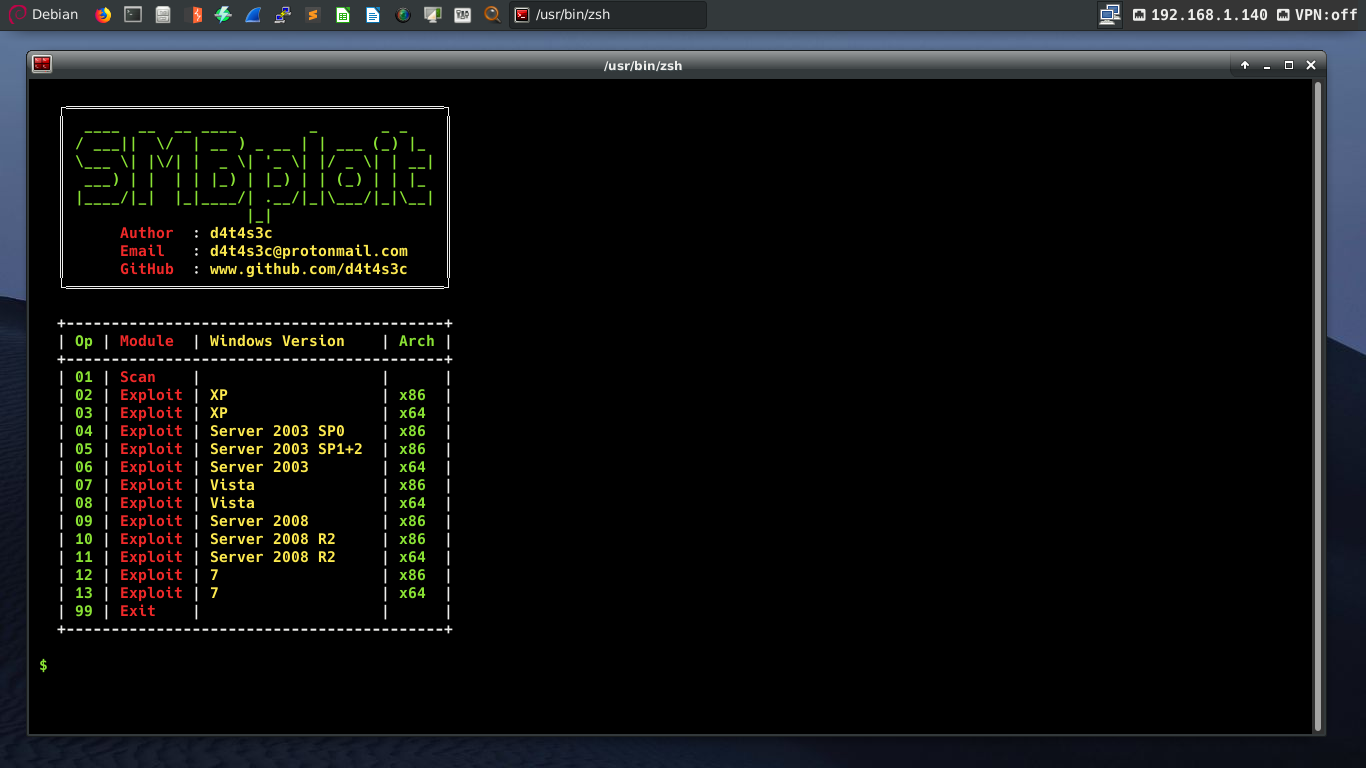 Debian /usr/bin/zsh 192.168.1.140 VPN:off
/usr/bin/zsh
SMBploit
Author : d4t4s3c
Email : d4t4s3c@protonmail.com
GitHub : www.github.com/d4t4s3c
+------------------------------------------+
| Op | Module | Windows Version | Arch |
+------------------------------------------+
| 01 | Scan | | |
| 02 | Exploit | XP | x86 |
| 03 | Exploit | XP | x64 |
| 04 | Exploit | Server 2003 SP0 | x86 |
| 05 | Exploit | Server 2003 SP1+2 | x86 |
| 06 | Exploit | Server 2003 | x64 |
| 07 | Exploit | Vista | x86 |
| 08 | Exploit | Vista | x64 |
| 09 | Exploit | Server 2008 | x86 |
| 10 | Exploit | Server 2008 R2 | x86 |
| 11 | Exploit | Server 2008 R2 | x64 |
| 12 | Exploit | 7 | x86 |
| 13 | Exploit | 7 | x64 |
| 99 | Exit | | |
+------------------------------------------+
$